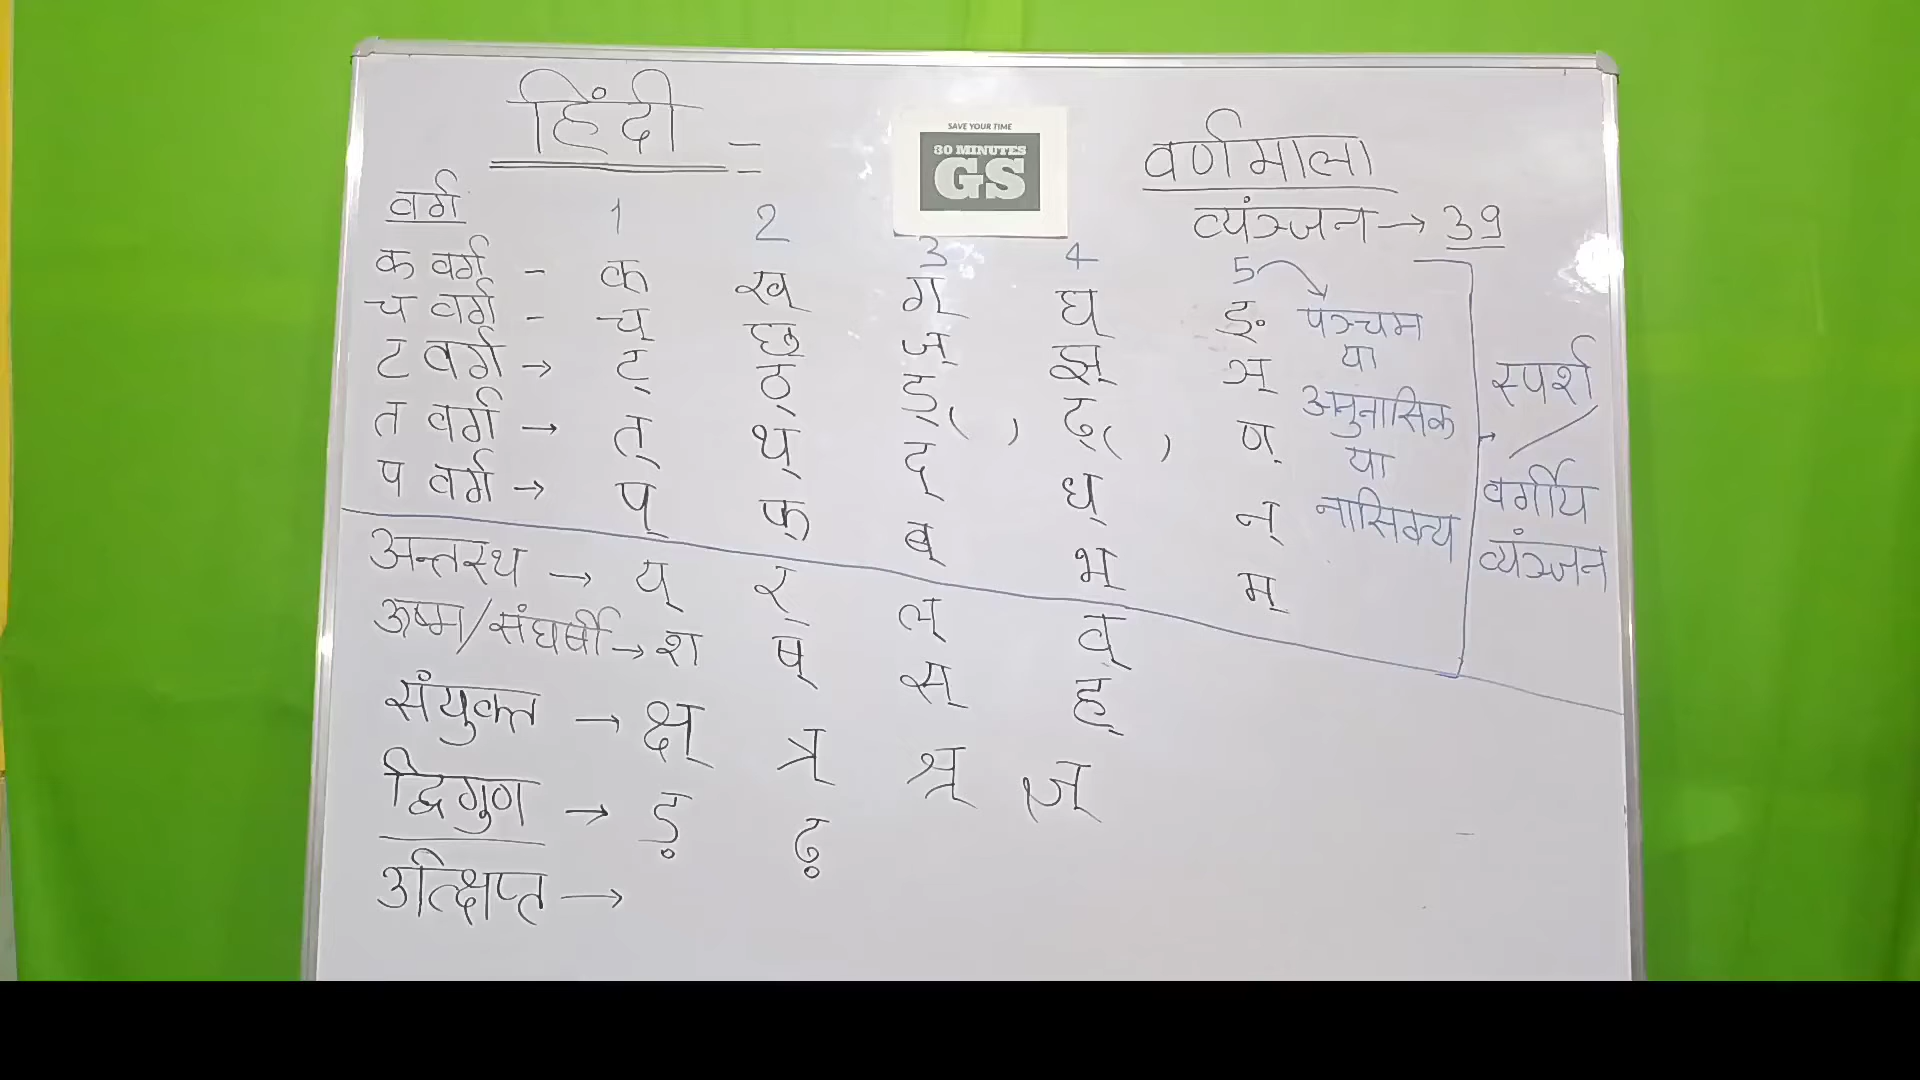 हिंदी -
SAVE YOUR TIME
30 MINUTES
GS
वर्णमाला
व्यंञ्जन → 39
वर्ग 1 2 3 4 5
क वर्ग - क ख् ग् घ् ङ्
च वर्ग - च् छ् ज् झ् ञ्
ट वर्ग → ट् ठ् ड्( ) ढ्( ) ण्
त वर्ग → त् थ् द् ध् न्
प वर्ग → प् फ् ब् भ् म्
पंञ्चम
या
अनुनासिक
या
नासिक्य
स्पर्श
वर्गीय
व्यंञ्जन
अन्तस्थ → य् र् ल् व्
ऊष्म/संघर्षी → श ष् स् ह्
संयुक्त → क्ष् त्र् श्र् ज्ञ्
द्विगुण → ड़ ढ़
उत्क्षिप्त →